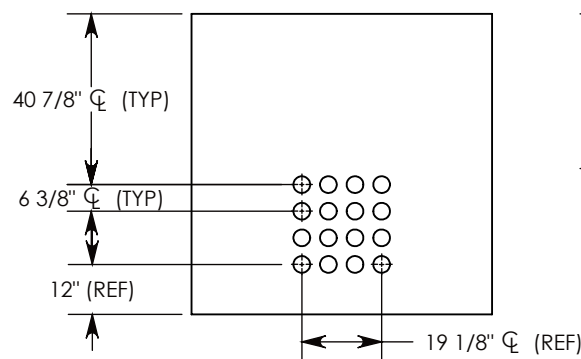 40 7/8" ℄ (TYP)
6 3/8" ℄ (TYP)
12" (REF)
19 1/8" ℄ (REF)